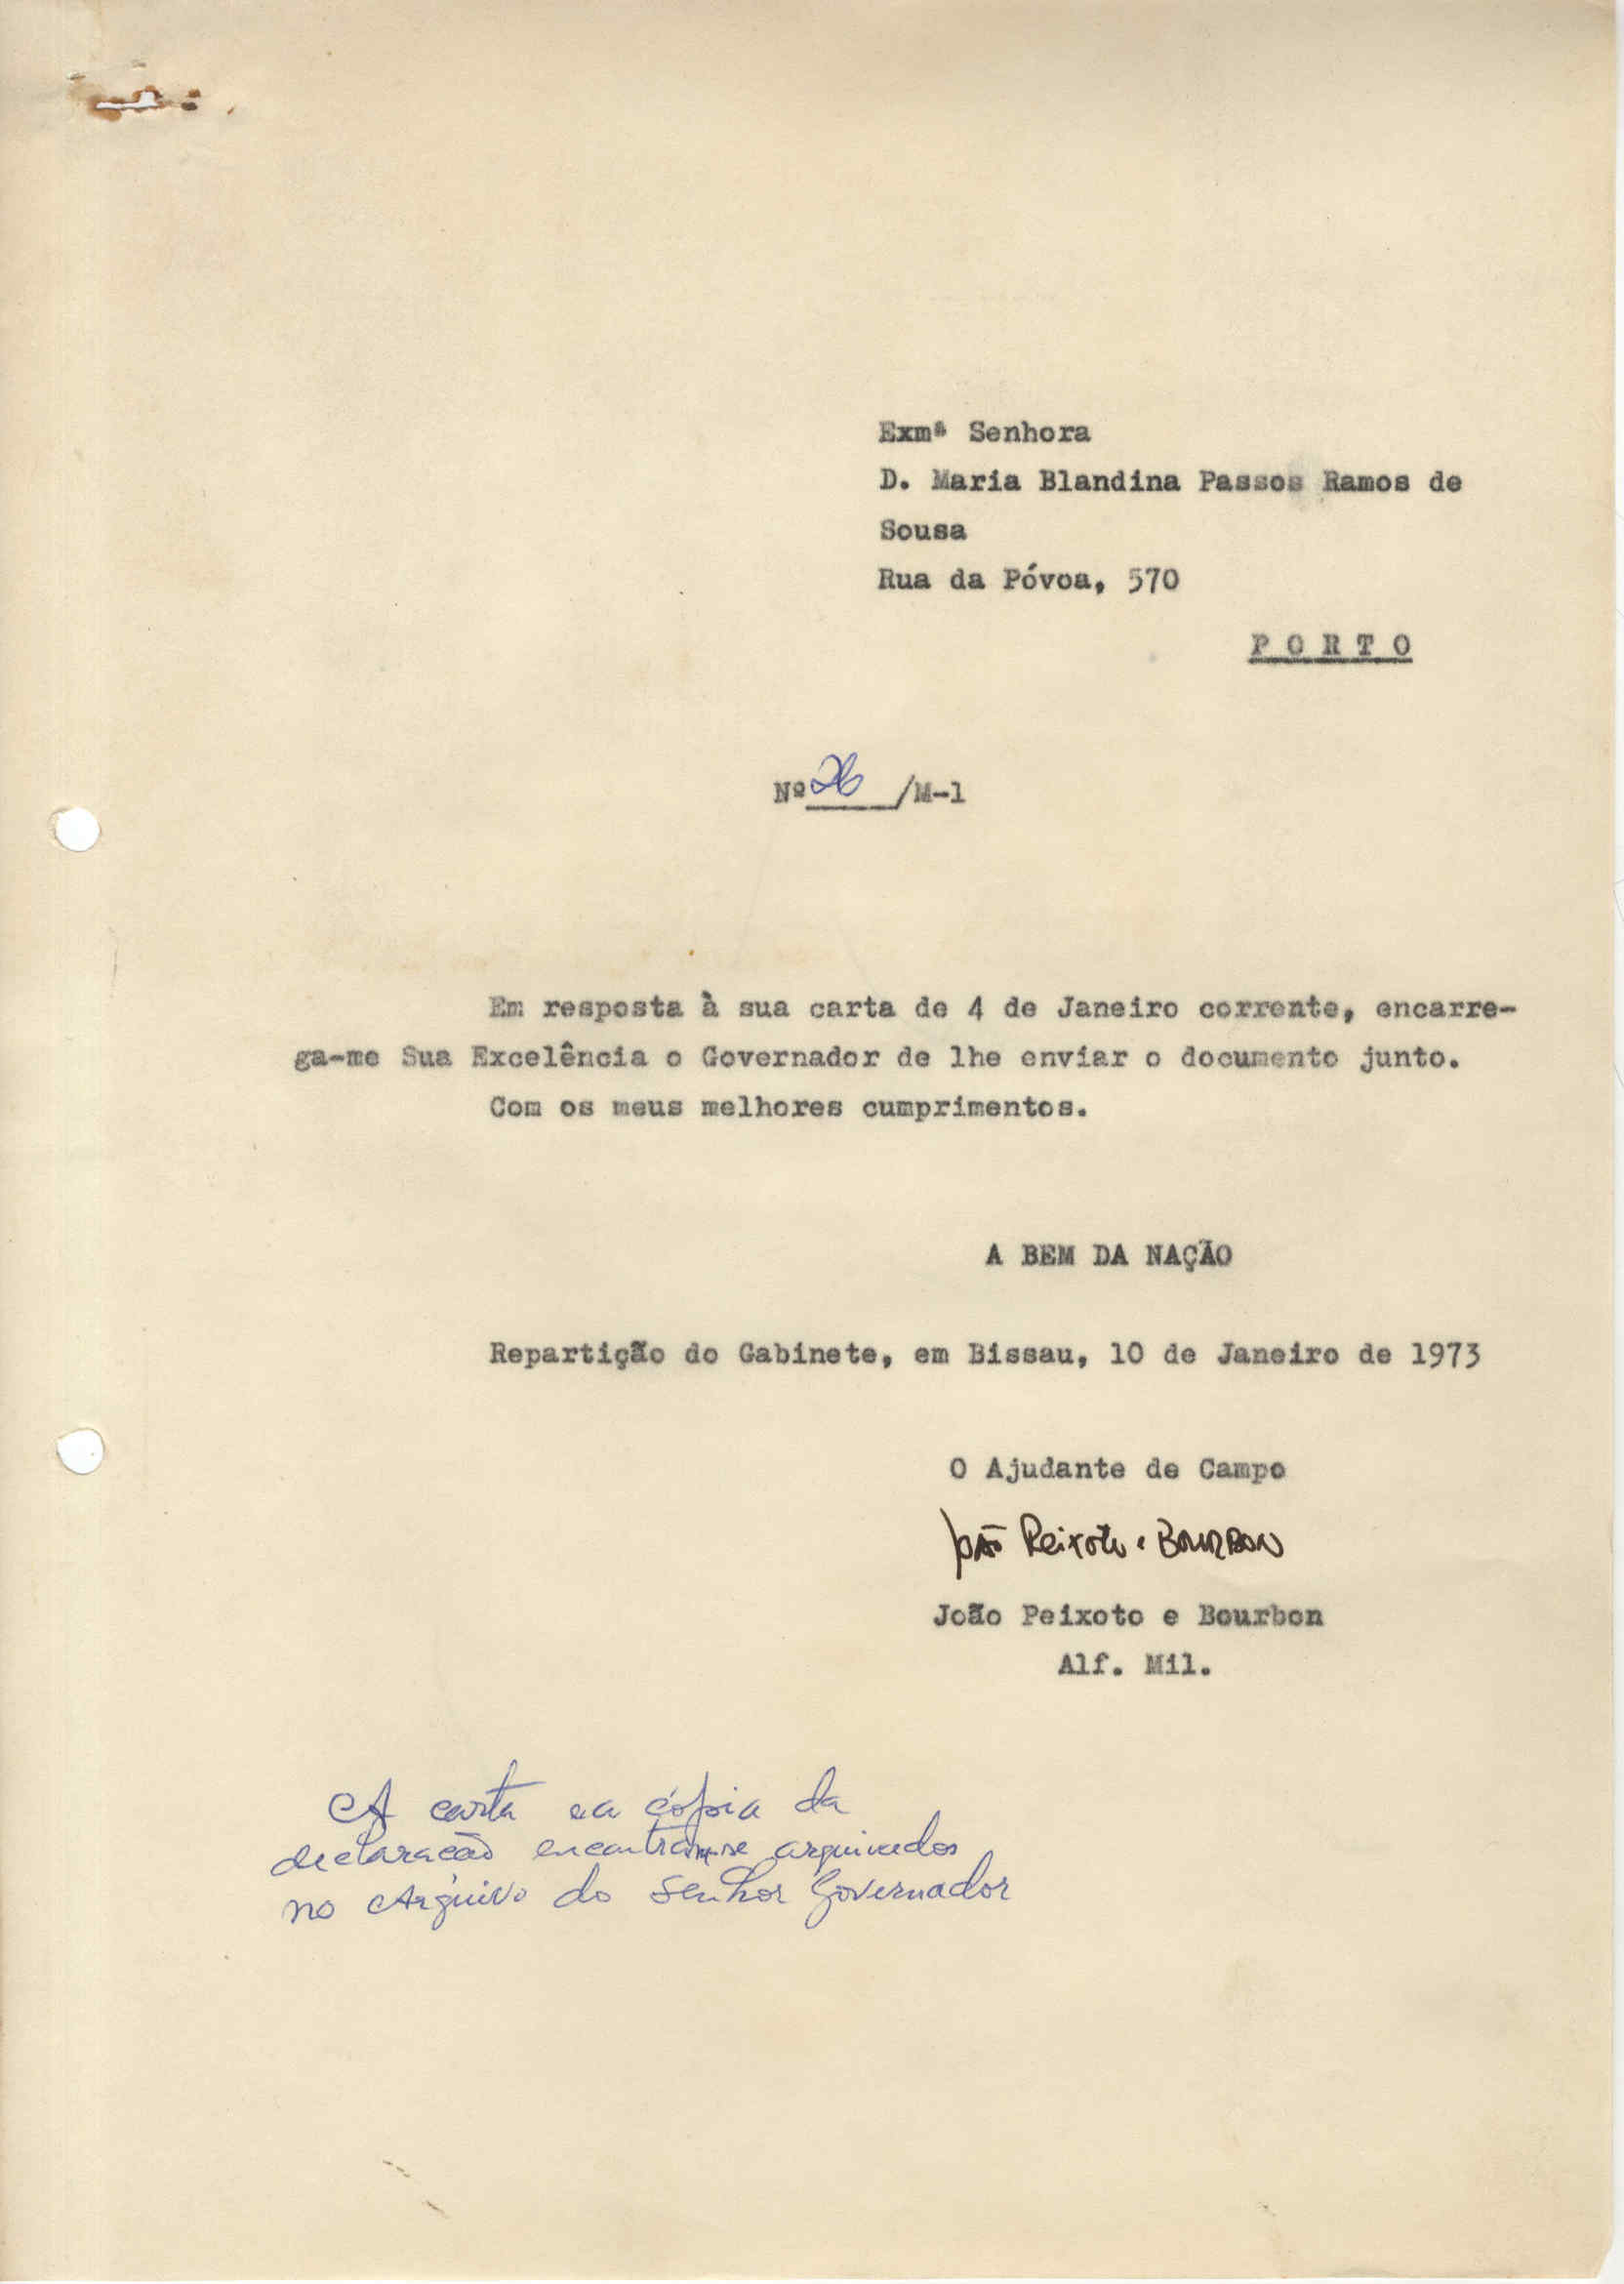 Exmª Senhora
D. Maria Blandina Passos Ramos de
Sousa
Rua da Póvoa, 570
P O R T O
Nº 26 /M-1
Em resposta à sua carta de 4 de Janeiro corrente, encarre-
ga-me Sua Excelência o Governador de lhe enviar o documento junto.
Com os meus melhores cumprimentos.
A BEM DA NAÇÃO
Repartição do Gabinete, em Bissau, 10 de Janeiro de 1973
O Ajudante de Campo
João Peixoto e BOURBON
João Peixoto e Bourbon
Alf. Mil.
A carta e a cópia da
declaração encontram-se arquivados
no Arquivo do Senhor Governador